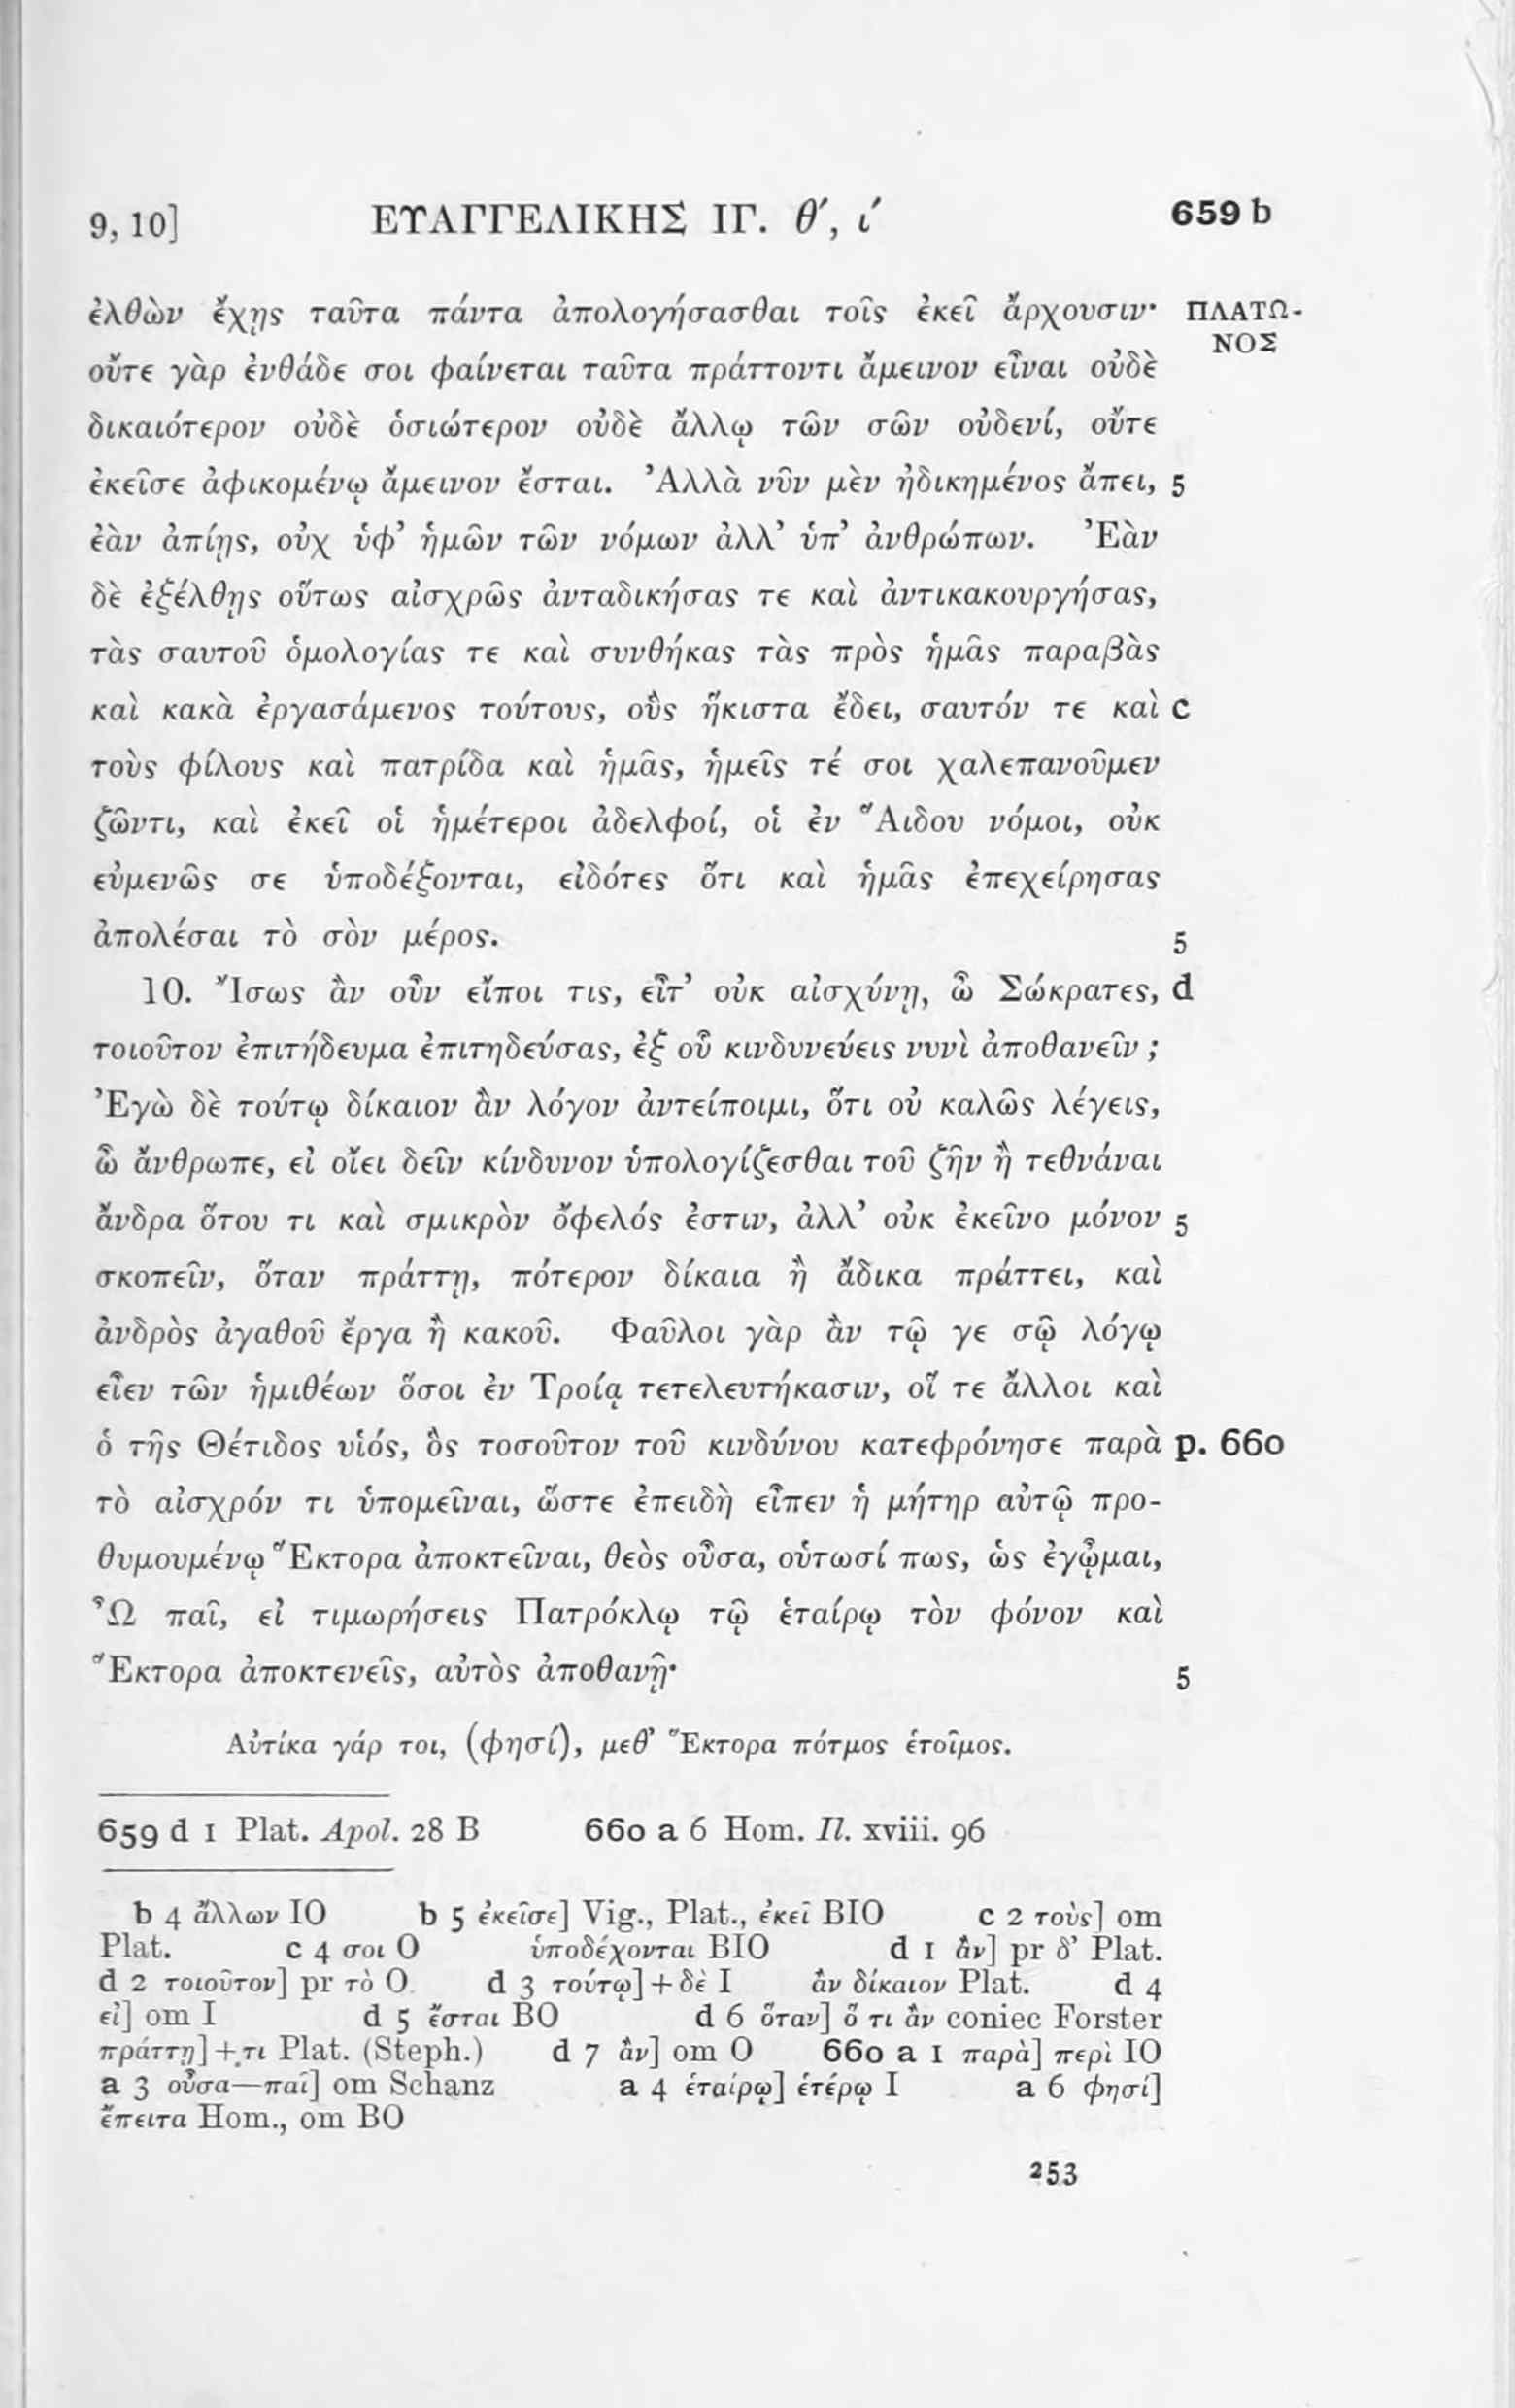 9, 10] ΕΥΑΓΓΕΛΙΚΗΣ ΙΓ. θʹ, ιʹ 659 b
ἐλθὼν ἔχῃς ταῦτα πάντα ἀπολογήσασθαι τοῖς ἐκεῖ ἄρχουσιν· ΠΛΑΤΩ-
ΝΟΣ
οὔτε γὰρ ἐνθάδε σοι φαίνεται ταῦτα πράττοντι ἄμεινον εἶναι οὐδὲ
δικαιότερον οὐδὲ ὁσιώτερον οὐδὲ ἄλλῳ τῶν σῶν οὐδενί, οὔτε
ἐκεῖσε ἀφικομένῳ ἄμεινον ἔσται. Ἀλλὰ νῦν μὲν ἠδικημένος ἄπει, 5
ἐὰν ἀπίῃς, οὐχ ὑφ’ ἡμῶν τῶν νόμων ἀλλ’ ὑπ’ ἀνθρώπων. Ἐὰν
δὲ ἐξέλθῃς οὕτως αἰσχρῶς ἀνταδικήσας τε καὶ ἀντικακουργήσας,
τὰς σαυτοῦ ὁμολογίας τε καὶ συνθήκας τὰς πρὸς ἡμᾶς παραβὰς
καὶ κακὰ ἐργασάμενος τούτους, οὓς ἥκιστα ἔδει, σαυτόν τε καὶ c
τοὺς φίλους καὶ πατρίδα καὶ ἡμᾶς, ἡμεῖς τέ σοι χαλεπανοῦμεν
ζῶντι, καὶ ἐκεῖ οἱ ἡμέτεροι ἀδελφοί, οἱ ἐν Ἅιδου νόμοι, οὐκ
εὐμενῶς σε ὑποδέξονται, εἰδότες ὅτι καὶ ἡμᾶς ἐπεχείρησας
ἀπολέσαι τὸ σὸν μέρος. 5
10. Ἴσως ἂν οὖν εἴποι τις, εἶτ’ οὐκ αἰσχύνῃ, ὦ Σώκρατες, d
τοιοῦτον ἐπιτήδευμα ἐπιτηδεύσας, ἐξ οὗ κινδυνεύεις νυνὶ ἀποθανεῖν ;
Ἐγὼ δὲ τούτῳ δίκαιον ἂν λόγον ἀντείποιμι, ὅτι οὐ καλῶς λέγεις,
ὦ ἄνθρωπε, εἰ οἴει δεῖν κίνδυνον ὑπολογίζεσθαι τοῦ ζῆν ἢ τεθνάναι
ἄνδρα ὅτου τι καὶ σμικρὸν ὄφελός ἐστιν, ἀλλ’ οὐκ ἐκεῖνο μόνον 5
σκοπεῖν, ὅταν πράττῃ, πότερον δίκαια ἢ ἄδικα πράττει, καὶ
ἀνδρὸς ἀγαθοῦ ἔργα ἢ κακοῦ. Φαῦλοι γὰρ ἂν τῷ γε σῷ λόγῳ
εἶεν τῶν ἡμιθέων ὅσοι ἐν Τροίᾳ τετελευτήκασιν, οἵ τε ἄλλοι καὶ
ὁ τῆς Θέτιδος υἱός, ὃς τοσοῦτον τοῦ κινδύνου κατεφρόνησε παρὰ p. 660
τὸ αἰσχρόν τι ὑπομεῖναι, ὥστε ἐπειδὴ εἶπεν ἡ μήτηρ αὐτῷ προ-
θυμουμένῳ Ἕκτορα ἀποκτεῖναι, θεὸς οὖσα, οὑτωσί πως, ὡς ἐγᾦμαι,
Ὦ παῖ, εἰ τιμωρήσεις Πατρόκλῳ τῷ ἑταίρῳ τὸν φόνον καὶ
Ἕκτορα ἀποκτενεῖς, αὐτὸς ἀποθανῇ· 5
Αὐτίκα γάρ τοι, (φησί), μεθ’ Ἕκτορα πότμος ἑτοῖμος.
659 d 1 Plat. Apol. 28 B 660 a 6 Hom. Il. xviii. 96
b 4 ἄλλων IO b 5 ἐκεῖσε] Vig., Plat., ἐκεῖ BIO c 2 τοὺς] om
Plat. c 4 σοι O ὑποδέχονται BIO d 1 ἂν] pr δ’ Plat.
d 2 τοιοῦτον] pr τὸ O d 3 τούτῳ] + δὲ I ἂν δίκαιον Plat. d 4
εἰ] om I d 5 ἔσται BO d 6 ὅταν] ὅ τι ἂν coniec Forster
πράττῃ] + τι Plat. (Steph.) d 7 ἂν] om O 660 a 1 παρὰ] περὶ IO
a 3 οὖσα—παῖ] om Schanz a 4 ἑταίρῳ] ἑτέρῳ I a 6 φησί]
ἔπειτα Hom., om BO
253